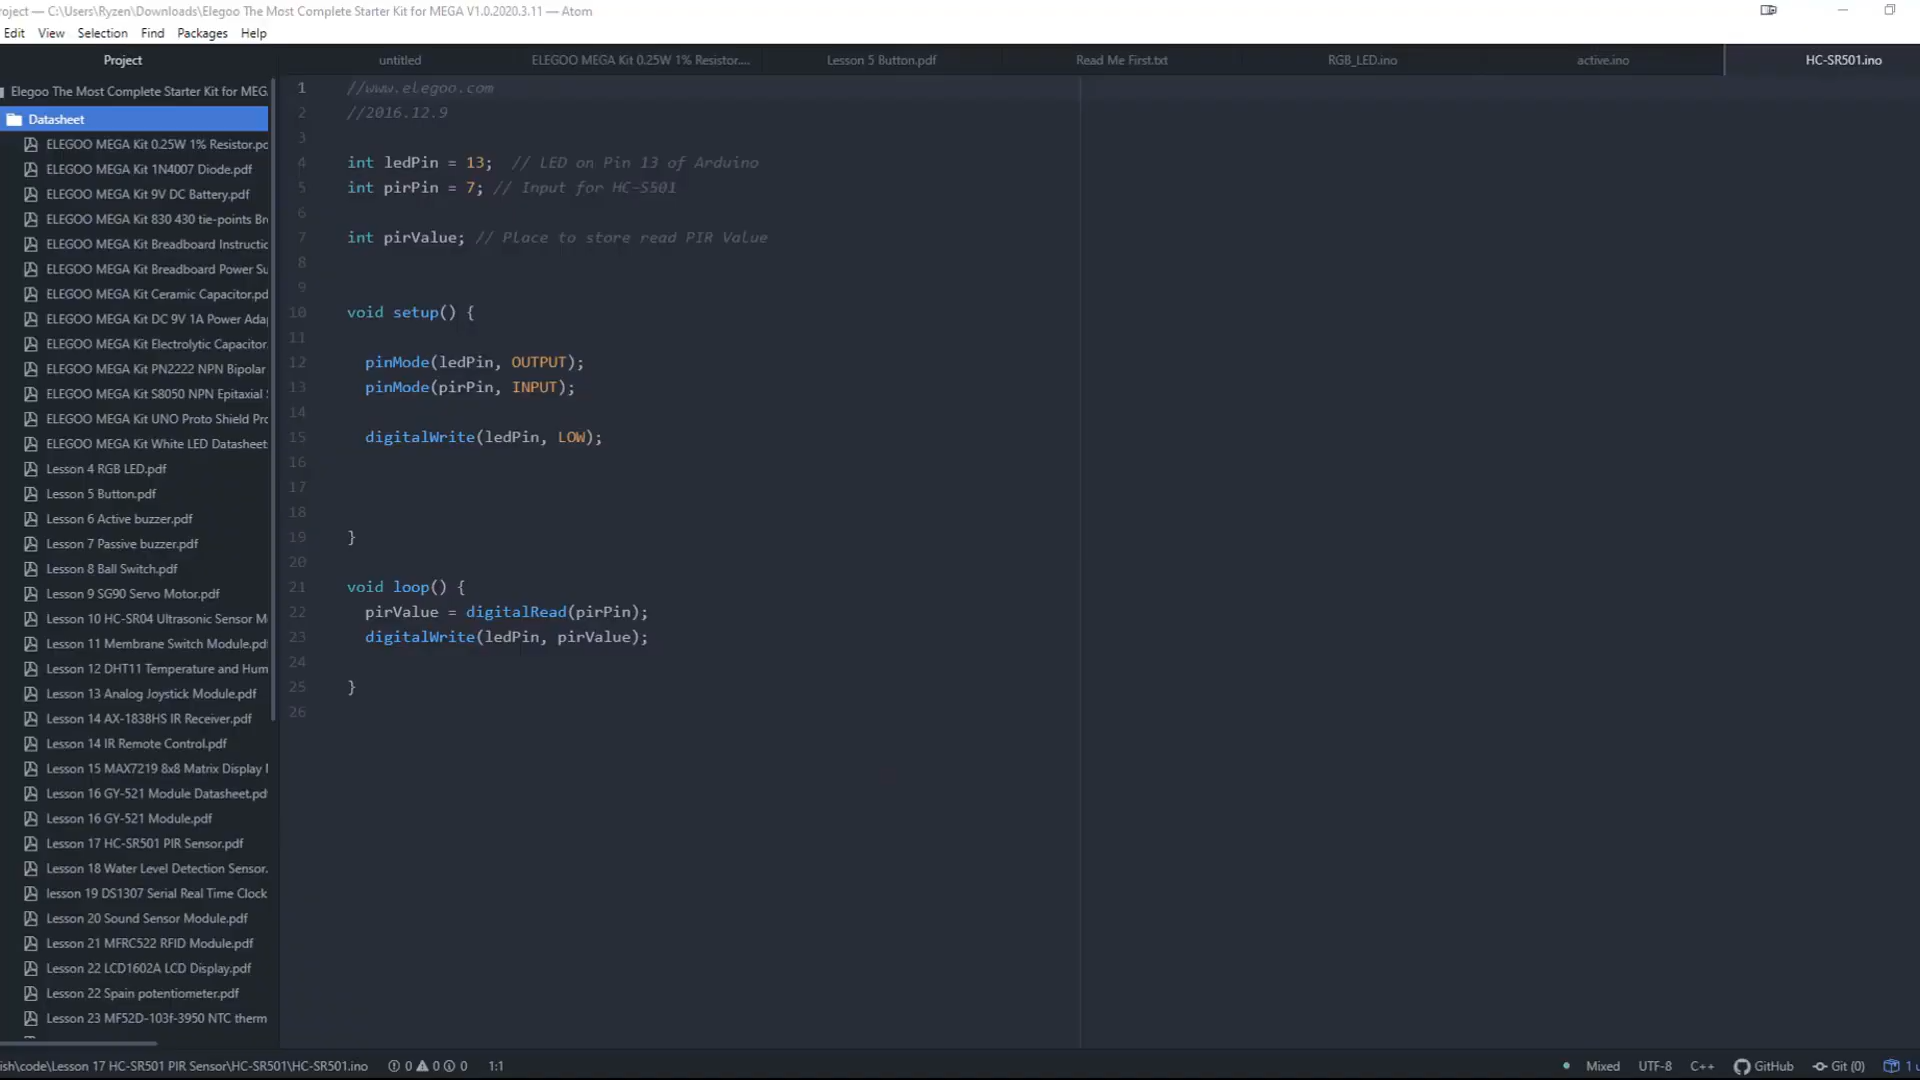 roject — C:\Users\Ryzen\Downloads\Elegoo The Most Complete Starter Kit for MEGA V1.0.2020.3.11 — Atom
Edit View Selection Find Packages Help
Project
untitled
ELEGOO MEGA Kit 0.25W 1% Resistor....
Lesson 5 Button.pdf
Read Me First.txt
RGB_LED.ino
active.ino
HC-SR501.ino
Elegoo The Most Complete Starter Kit for MEG
Datasheet
ELEGOO MEGA Kit 0.25W 1% Resistor.pd
ELEGOO MEGA Kit 1N4007 Diode.pdf
ELEGOO MEGA Kit 9V DC Battery.pdf
ELEGOO MEGA Kit 830 430 tie-points Br
ELEGOO MEGA Kit Breadboard Instructic
ELEGOO MEGA Kit Breadboard Power Su
ELEGOO MEGA Kit Ceramic Capacitor.pd
ELEGOO MEGA Kit DC 9V 1A Power Ada
ELEGOO MEGA Kit Electrolytic Capacitor.
ELEGOO MEGA Kit PN2222 NPN Bipolar
ELEGOO MEGA Kit S8050 NPN Epitaxial
ELEGOO MEGA Kit UNO Proto Shield Prc
ELEGOO MEGA Kit White LED Datasheet
Lesson 4 RGB LED.pdf
Lesson 5 Button.pdf
Lesson 6 Active buzzer.pdf
Lesson 7 Passive buzzer.pdf
Lesson 8 Ball Switch.pdf
Lesson 9 SG90 Servo Motor.pdf
Lesson 10 HC-SR04 Ultrasonic Sensor M
Lesson 11 Membrane Switch Module.pd
Lesson 12 DHT11 Temperature and Hum
Lesson 13 Analog Joystick Module.pdf
Lesson 14 AX-1838HS IR Receiver.pdf
Lesson 14 IR Remote Control.pdf
Lesson 15 MAX7219 8x8 Matrix Display
Lesson 16 GY-521 Module Datasheet.pd
Lesson 16 GY-521 Module.pdf
Lesson 17 HC-SR501 PIR Sensor.pdf
Lesson 18 Water Level Detection Sensor.
lesson 19 DS1307 Serial Real Time Clock
Lesson 20 Sound Sensor Module.pdf
Lesson 21 MFRC522 RFID Module.pdf
Lesson 22 LCD1602A LCD Display.pdf
Lesson 22 Spain potentiometer.pdf
Lesson 23 MF52D-103f-3950 NTC therm
1 //www.elegoo.com
2 //2016.12.9
3
4 int ledPin = 13;  // LED on Pin 13 of Arduino
5 int pirPin = 7; // Input for HC-S501
6
7 int pirValue; // Place to store read PIR Value
8
9
10 void setup() {
11
12   pinMode(ledPin, OUTPUT);
13   pinMode(pirPin, INPUT);
14
15   digitalWrite(ledPin, LOW);
16
17
18
19 }
20
21 void loop() {
22   pirValue = digitalRead(pirPin);
23   digitalWrite(ledPin, pirValue);
24
25 }
26
ish\code\Lesson 17 HC-SR501 PIR Sensor\HC-SR501\HC-SR501.ino 0 0 0 1:1
Mixed UTF-8 C++ GitHub Git (0) 1 u